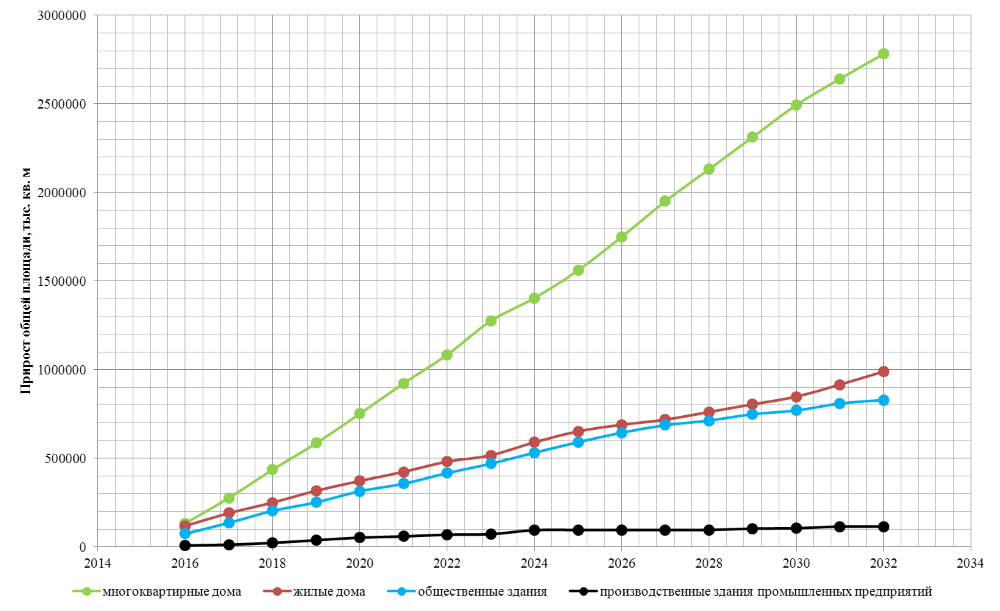 Прирост общей площади, тыс. кв. м
3000000
2500000
2000000
1500000
1000000
500000
0
2014 2016 2018 2020 2022 2024 2026 2028 2030 2032 2034
многоквартирные дома жилые дома общественные здания производственные здания промышленных предприятий